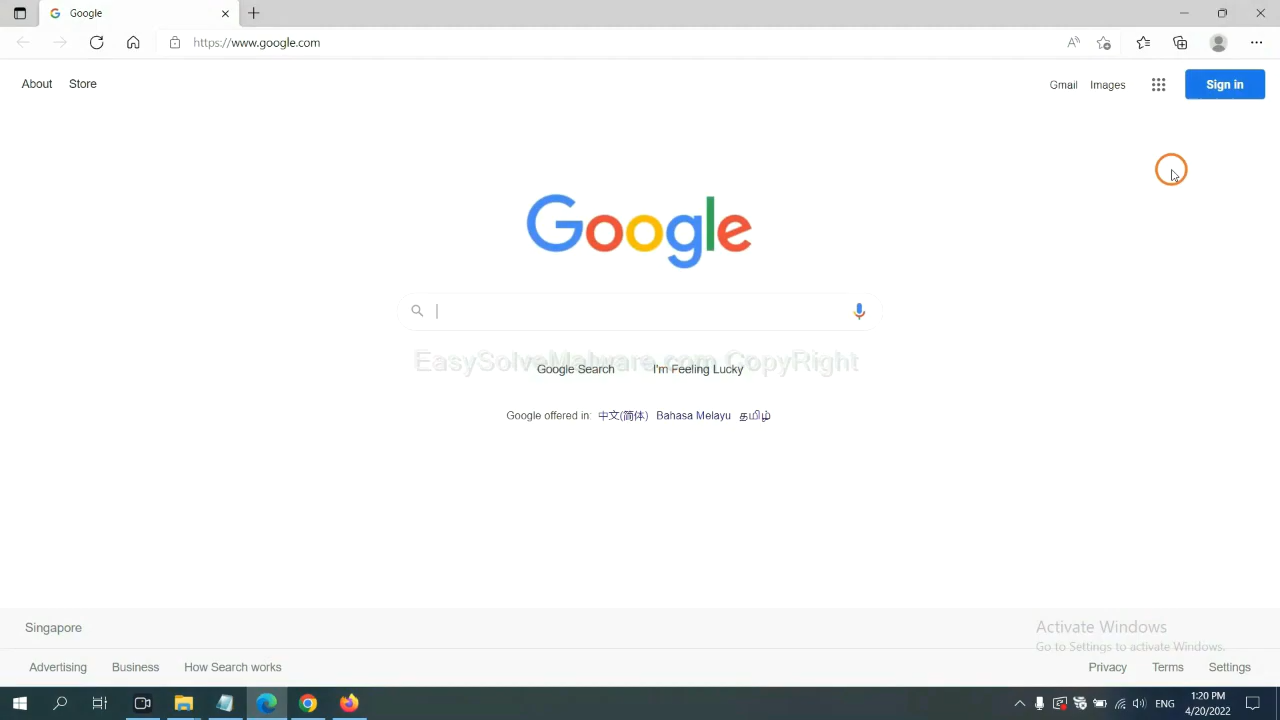 Google
https://www.google.com
About Store
Gmail Images Sign in
Google
EasySolveMalware.com CopyRight
Google Search I'm Feeling Lucky
Google offered in: 中文(简体) Bahasa Melayu தமிழ்
Singapore
Activate Windows
Go to Settings to activate Windows.
Advertising Business How Search works
Privacy Terms Settings
ENG
1:20 PM
4/20/2022